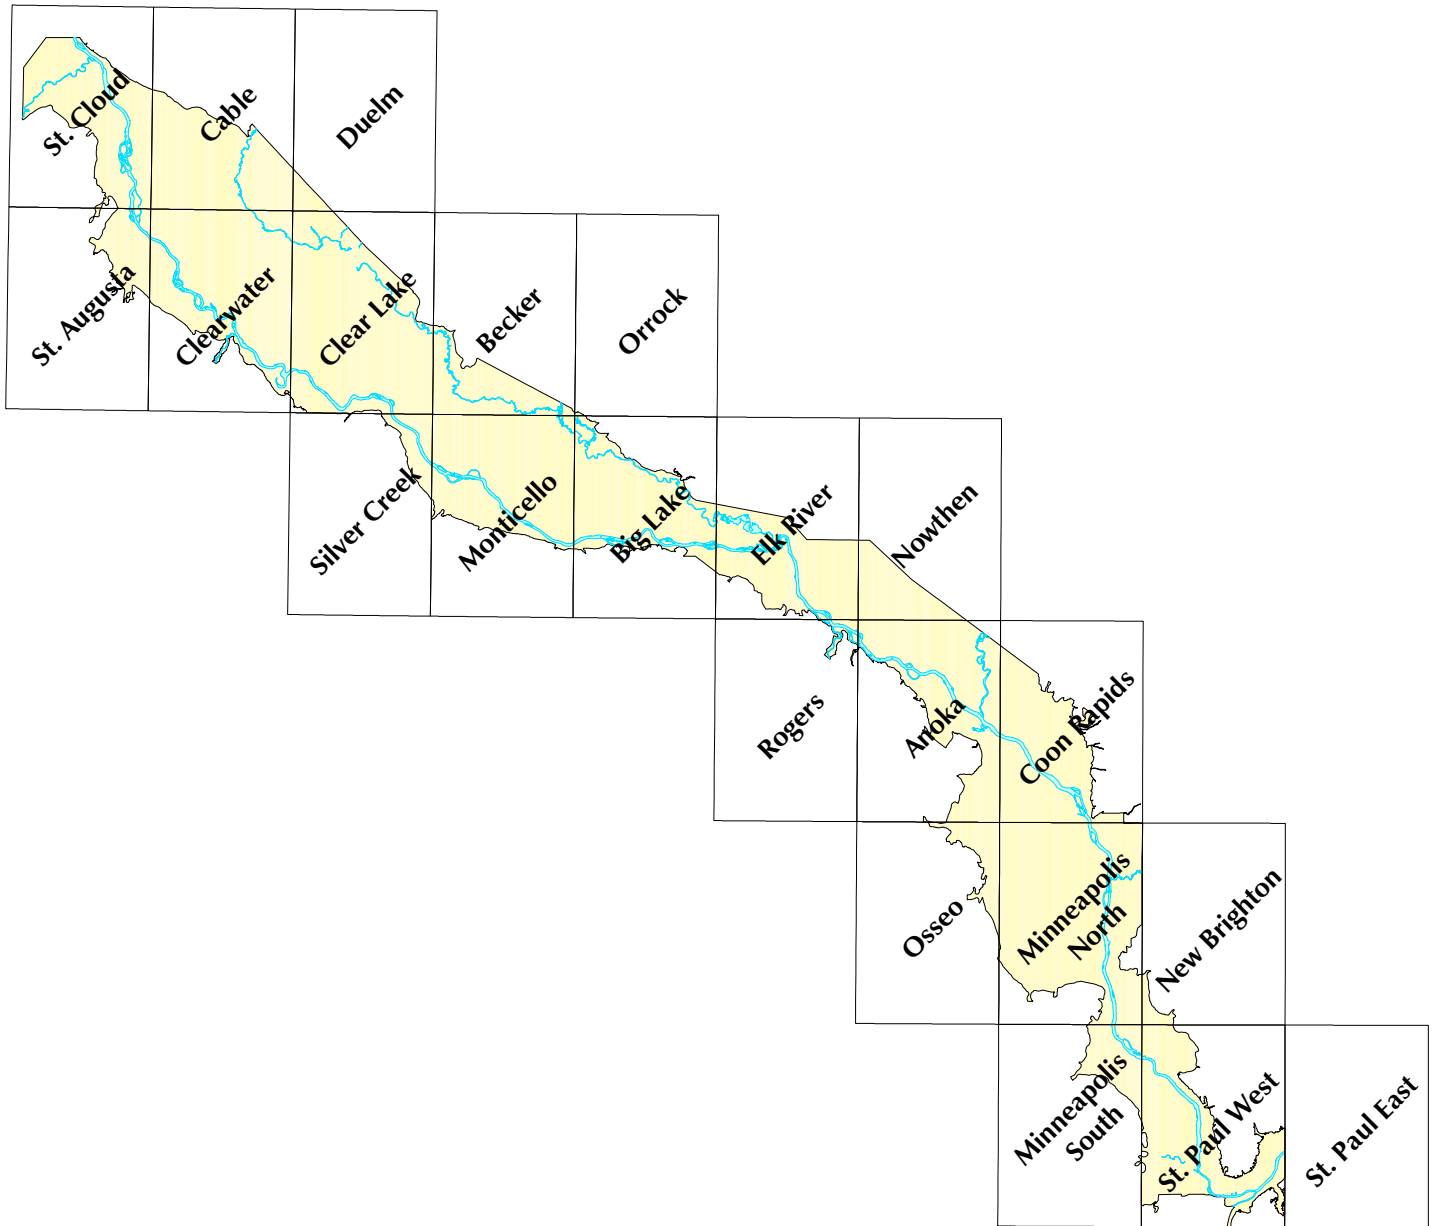 St. Cloud
Cable
Duelm
St. Augusta
Clearwater
Clear Lake
Becker
Orrock
Silver Creek
Monticello
Big Lake
Elk River
Nowthen
Rogers
Anoka
Coon Rapids
Osseo
Minneapolis
North
New Brighton
Minneapolis
South
St. Paul West
St. Paul East